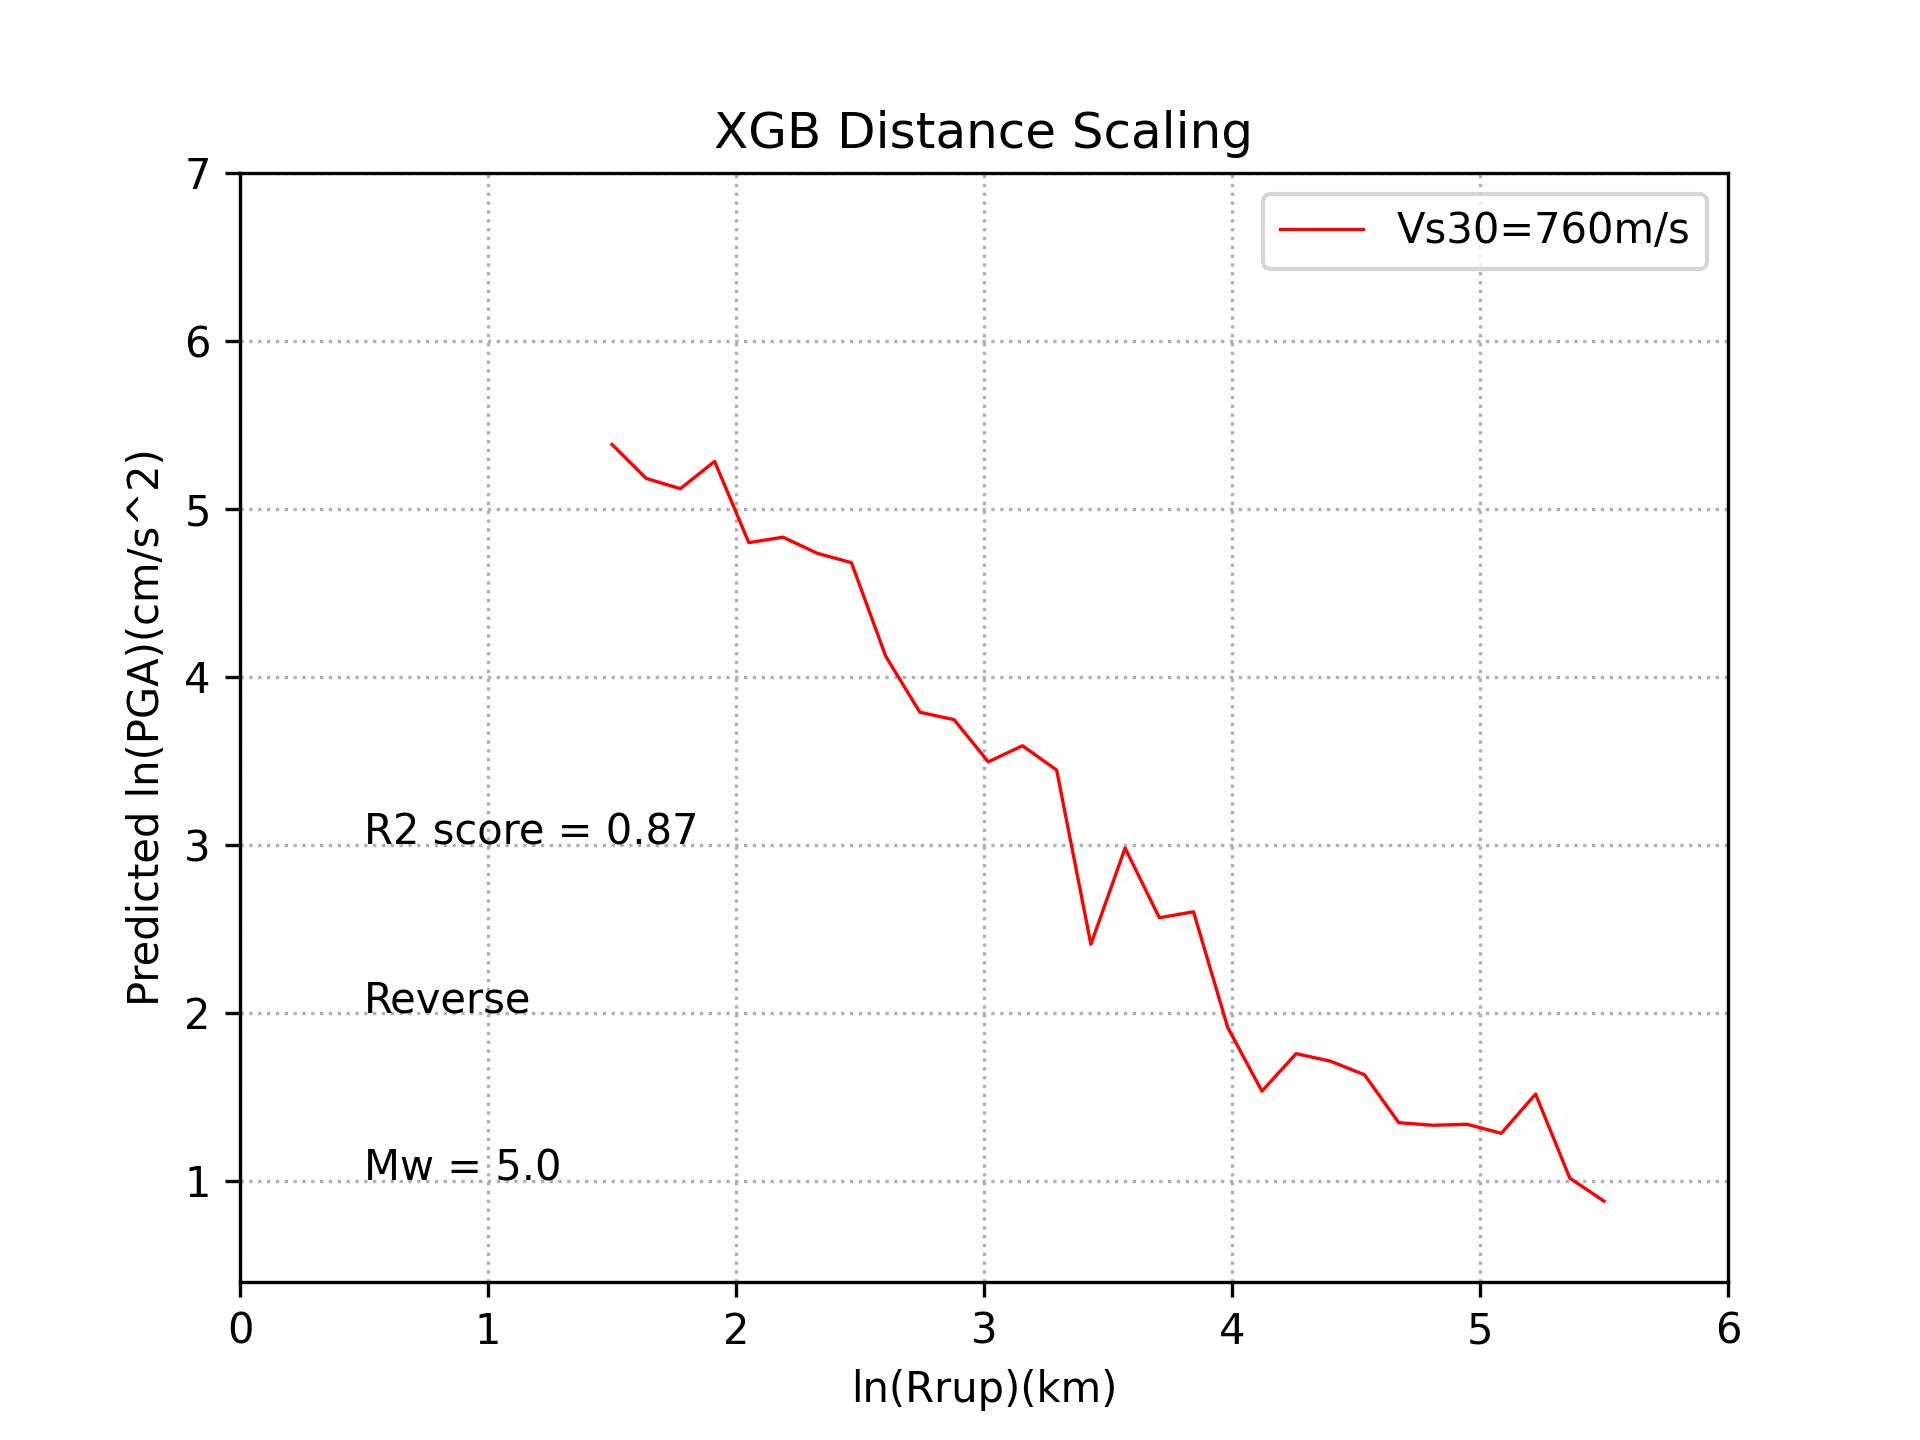 XGB Distance Scaling
Vs30=760m/s
7
6
5
4
3
2
1
Predicted ln(PGA)(cm/s^2)
R2 score = 0.87
Reverse
Mw = 5.0
0 1 2 3 4 5 6
ln(Rrup)(km)